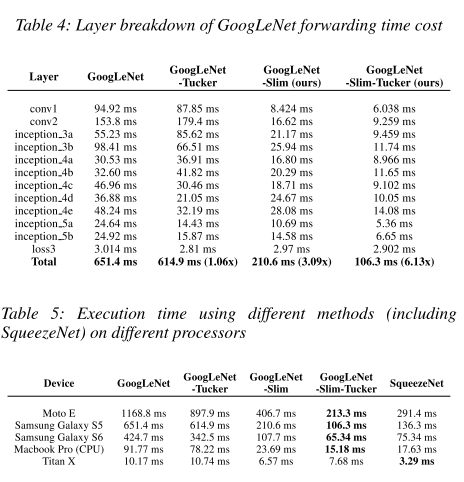 Table 4: Layer breakdown of GoogLeNet forwarding time cost
Layer GoogLeNet GoogLeNet -Tucker GoogLeNet -Slim (ours) GoogLeNet -Slim-Tucker (ours)
conv1 94.92 ms 87.85 ms 8.424 ms 6.038 ms
conv2 153.8 ms 179.4 ms 16.62 ms 9.259 ms
inception_3a 55.23 ms 85.62 ms 21.17 ms 9.459 ms
inception_3b 98.41 ms 66.51 ms 25.94 ms 11.74 ms
inception_4a 30.53 ms 36.91 ms 16.80 ms 8.966 ms
inception_4b 32.60 ms 41.82 ms 20.29 ms 11.65 ms
inception_4c 46.96 ms 30.46 ms 18.71 ms 9.102 ms
inception_4d 36.88 ms 21.05 ms 24.67 ms 10.05 ms
inception_4e 48.24 ms 32.19 ms 28.08 ms 14.08 ms
inception_5a 24.64 ms 14.43 ms 10.69 ms 5.36 ms
inception_5b 24.92 ms 15.87 ms 14.58 ms 6.65 ms
loss3 3.014 ms 2.81 ms 2.97 ms 2.902 ms
Total 651.4 ms 614.9 ms (1.06x) 210.6 ms (3.09x) 106.3 ms (6.13x)
Table 5: Execution time using different methods (including
SqueezeNet) on different processors
Device GoogLeNet GoogLeNet -Tucker GoogLeNet -Slim GoogLeNet -Slim-Tucker SqueezeNet
Moto E 1168.8 ms 897.9 ms 406.7 ms 213.3 ms 291.4 ms
Samsung Galaxy S5 651.4 ms 614.9 ms 210.6 ms 106.3 ms 136.3 ms
Samsung Galaxy S6 424.7 ms 342.5 ms 107.7 ms 65.34 ms 75.34 ms
Macbook Pro (CPU) 91.77 ms 78.22 ms 23.69 ms 15.18 ms 17.63 ms
Titan X 10.17 ms 10.74 ms 6.57 ms 7.68 ms 3.29 ms